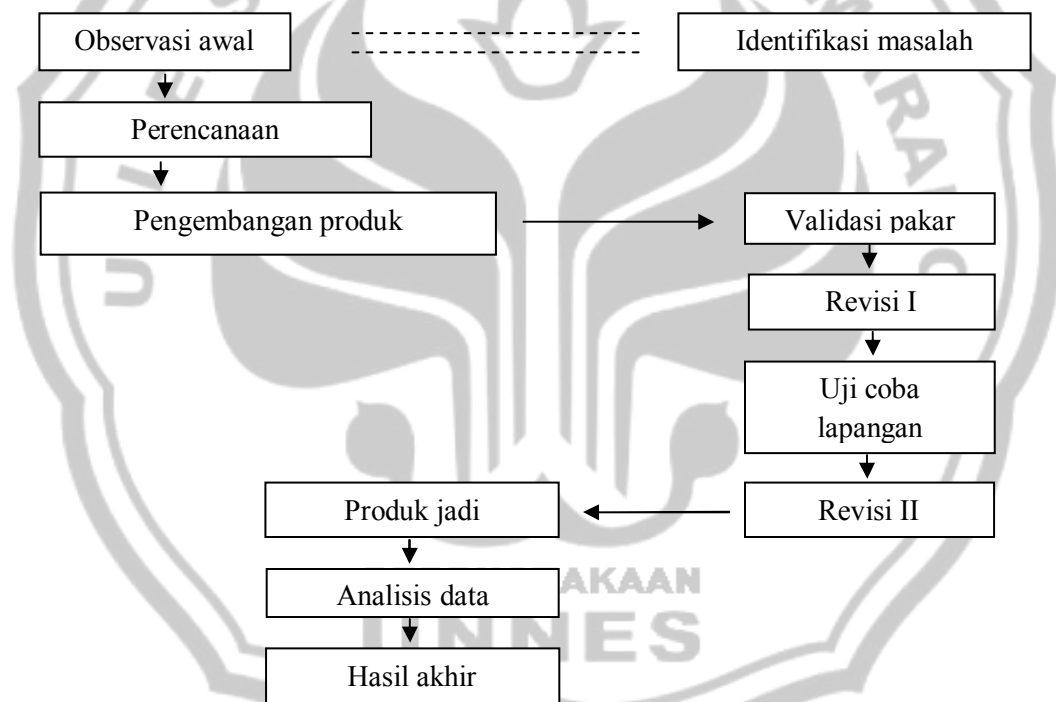 Observasi awal
Identifikasi masalah
Perencanaan
Pengembangan produk
Validasi pakar
Revisi I
Uji coba
lapangan
Revisi II
Produk jadi
Analisis data
Hasil akhir
UNNES